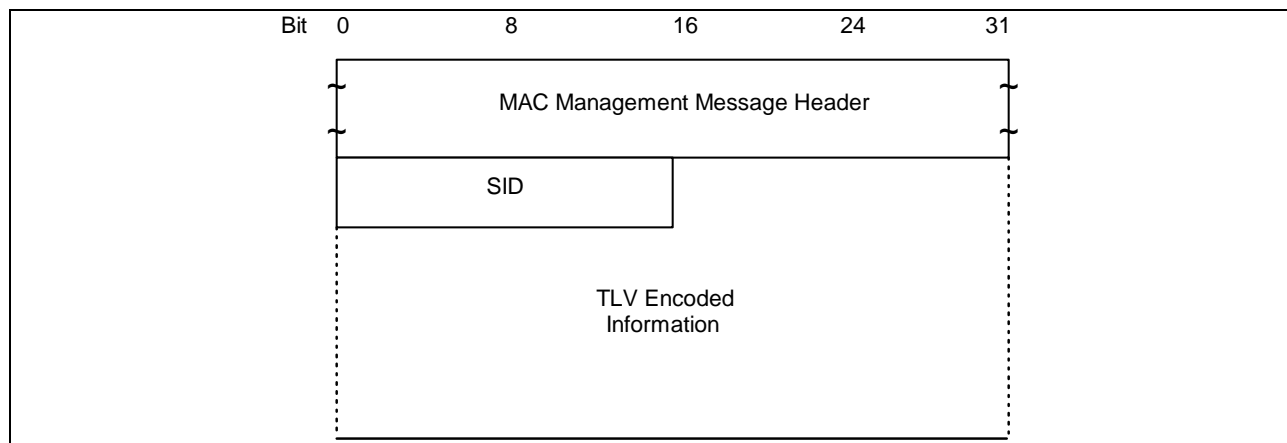 Bit 0 8 16 24 31
MAC Management Message Header
SID
TLV Encoded
Information